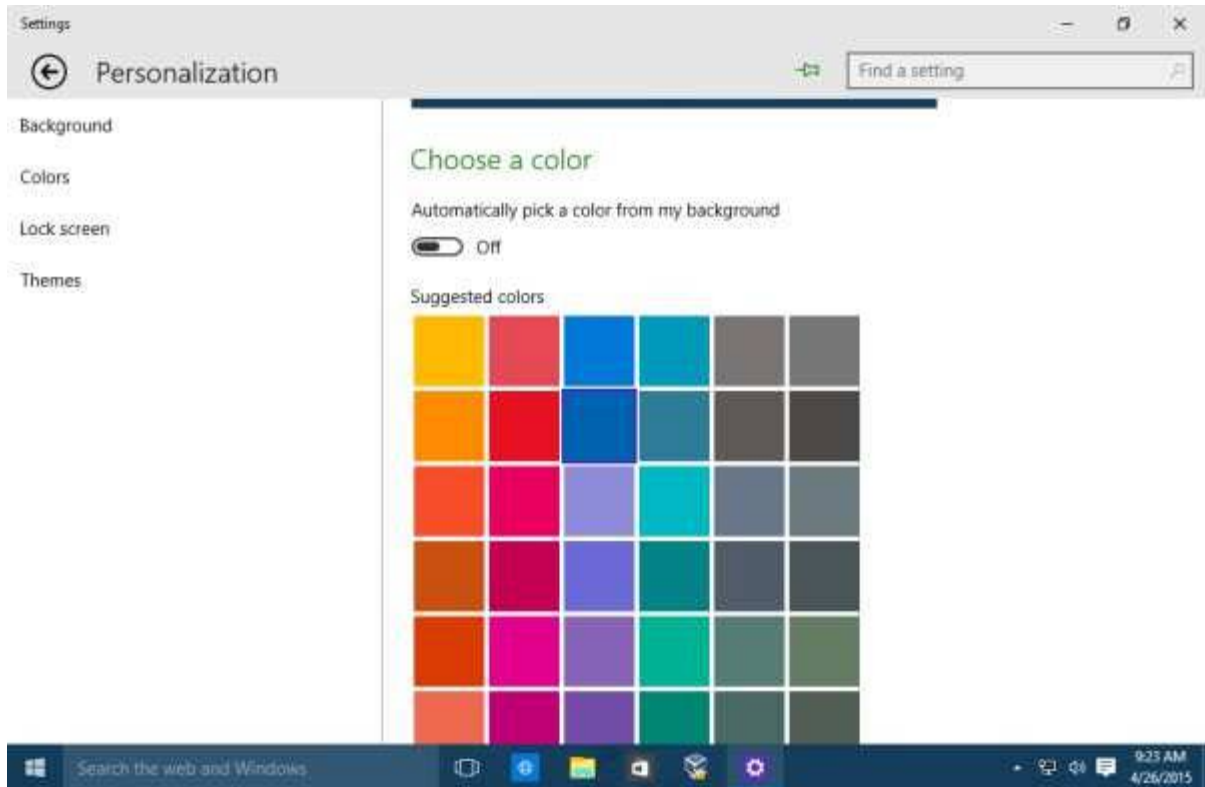 Settings
Personalization
Find a setting
Background
Colors
Lock screen
Themes
Choose a color
Automatically pick a color from my background
Off
Suggested colors
Search the web and Windows
9:23 AM
4/26/2015